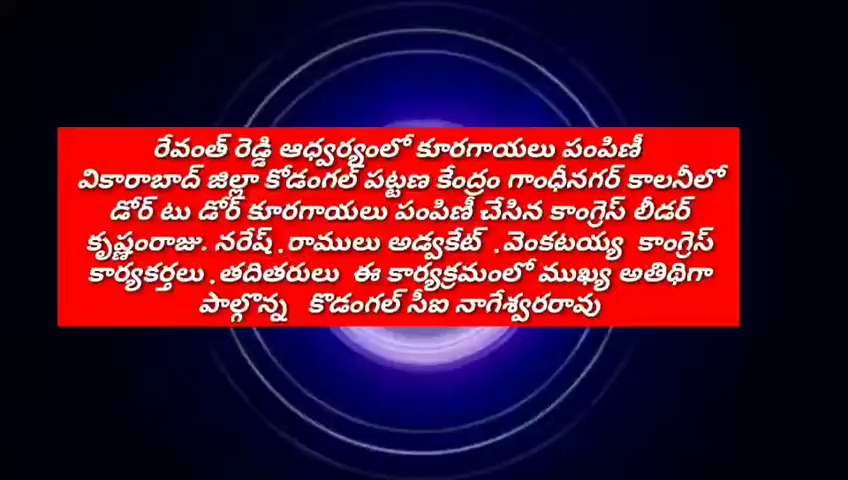 రేవంత్ రెడ్డి ఆధ్వర్యంలో కూరగాయలు పంపిణీ
వికారాబాద్ జిల్లా కోడంగల్ పట్టణ కేంద్రం గాంధీనగర్ కాలనీలో
డోర్ టు డోర్ కూరగాయలు పంపిణీ చేసిన కాంగ్రెస్ లీడర్
కృష్ణంరాజు. నరేష్ .రాములు అడ్వకేట్ .వెంకటయ్య కాంగ్రెస్
కార్యకర్తలు .తదితరులు ఈ కార్యక్రమంలో ముఖ్య అతిథిగా
పాల్గొన్న కొడంగల్ సీఐ నాగేశ్వరరావు